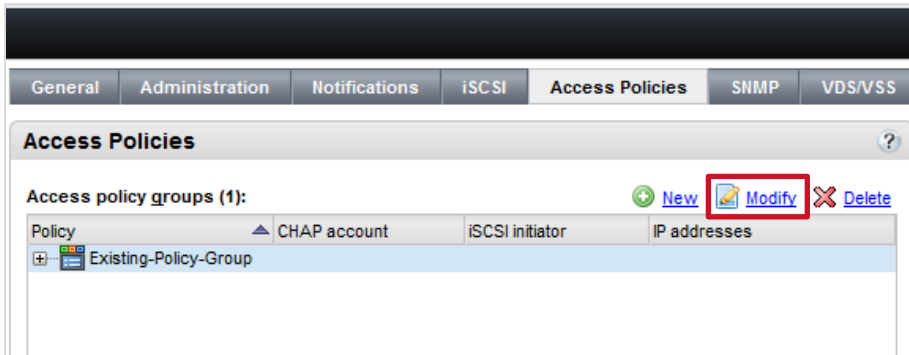 General Administration Notifications iSCSI Access Policies SNMP VDS/VSS
Access Policies ?
Access policy groups (1): New Modify Delete
Policy CHAP account iSCSI initiator IP addresses
Existing-Policy-Group